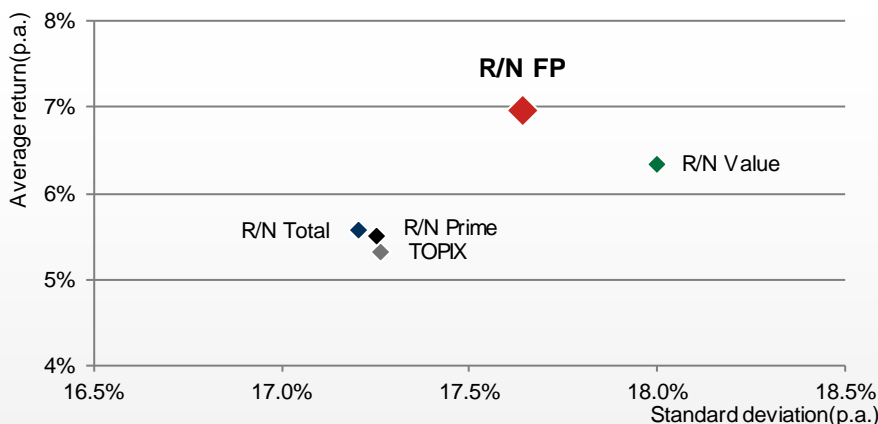 Average return(p.a.)
8%
7%
6%
5%
4%
R/N FP
R/N Value
R/N Total
R/N Prime
TOPIX
16.5%
17.0%
17.5%
18.0%
18.5%
Standard deviation(p.a.)